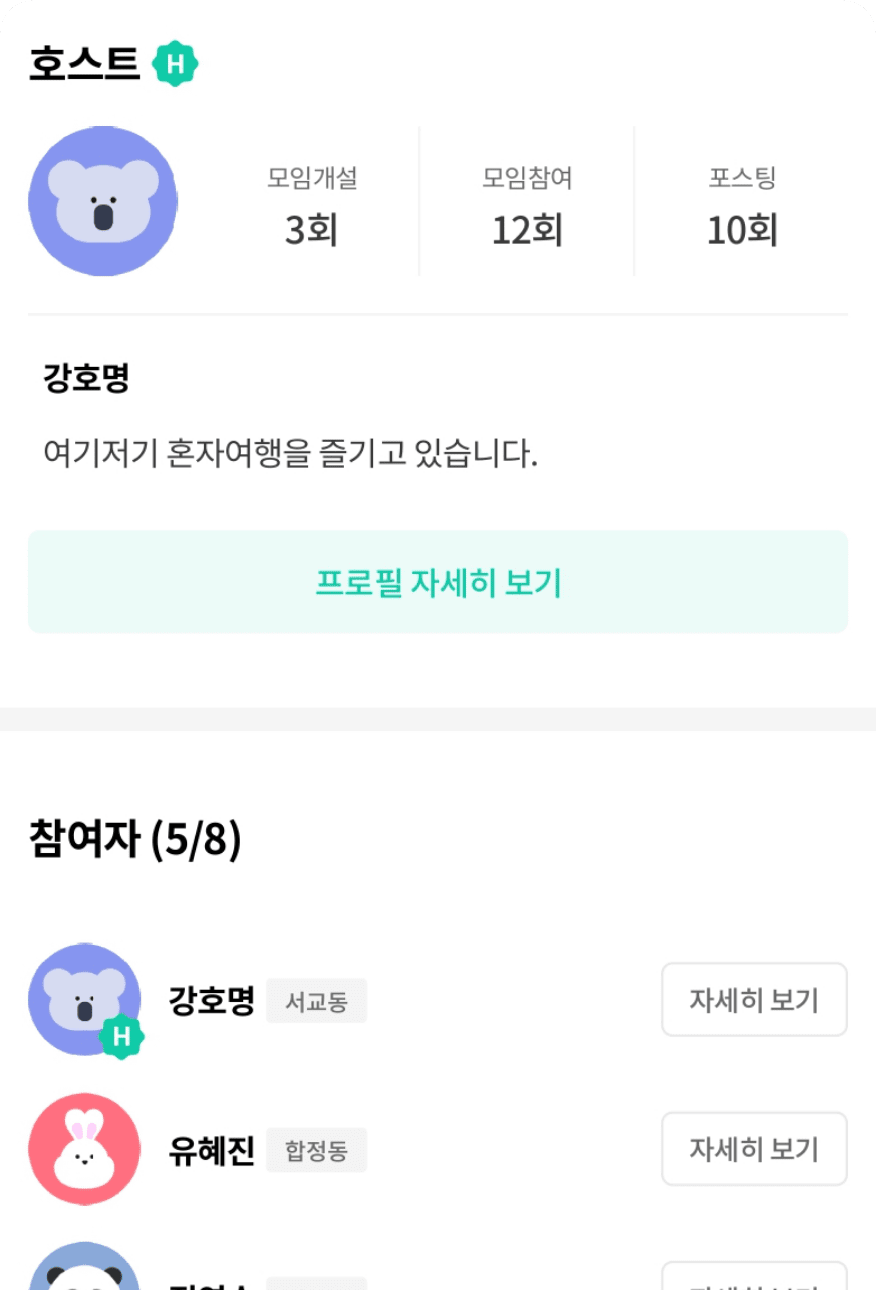 호스트 H
모임개설 모임참여 포스팅
3회 12회 10회
강호명
여기저기 혼자여행을 즐기고 있습니다.
프로필 자세히 보기
참여자 (5/8)
강호명 서교동 자세히 보기
H
유혜진 합정동 자세히 보기